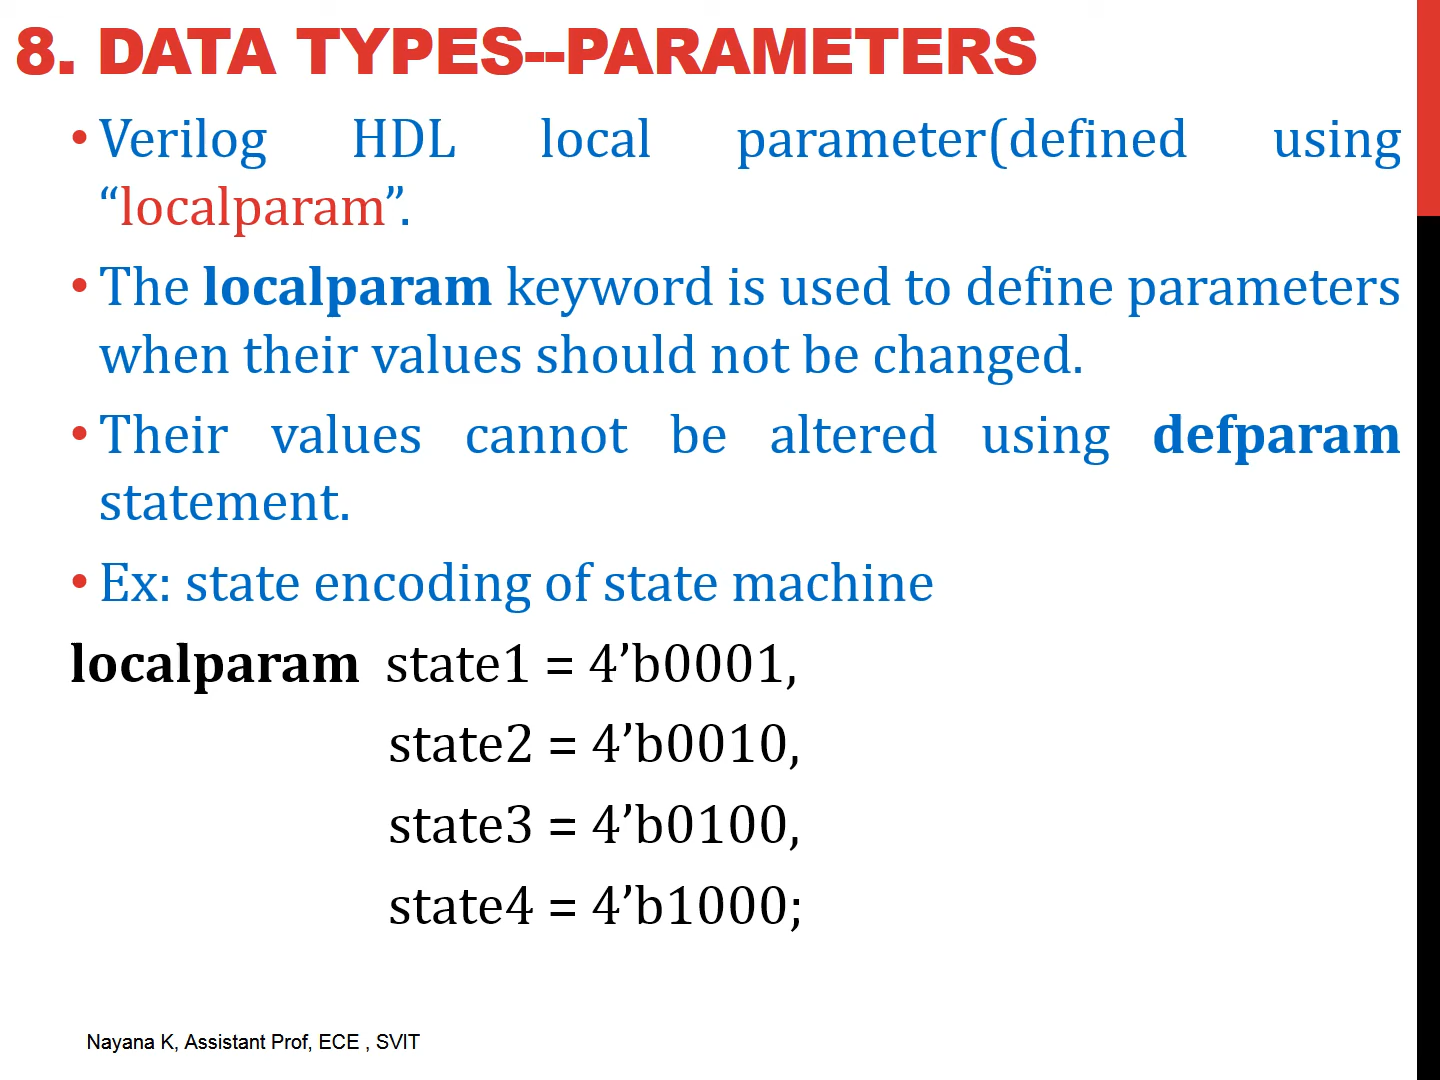 8. DATA TYPES--PARAMETERS
• Verilog HDL local parameter(defined using
“localparam”.
• The localparam keyword is used to define parameters
when their values should not be changed.
• Their values cannot be altered using defparam
statement.
• Ex: state encoding of state machine
localparam state1 = 4’b0001,
state2 = 4’b0010,
state3 = 4’b0100,
state4 = 4’b1000;
Nayana K, Assistant Prof, ECE , SVIT